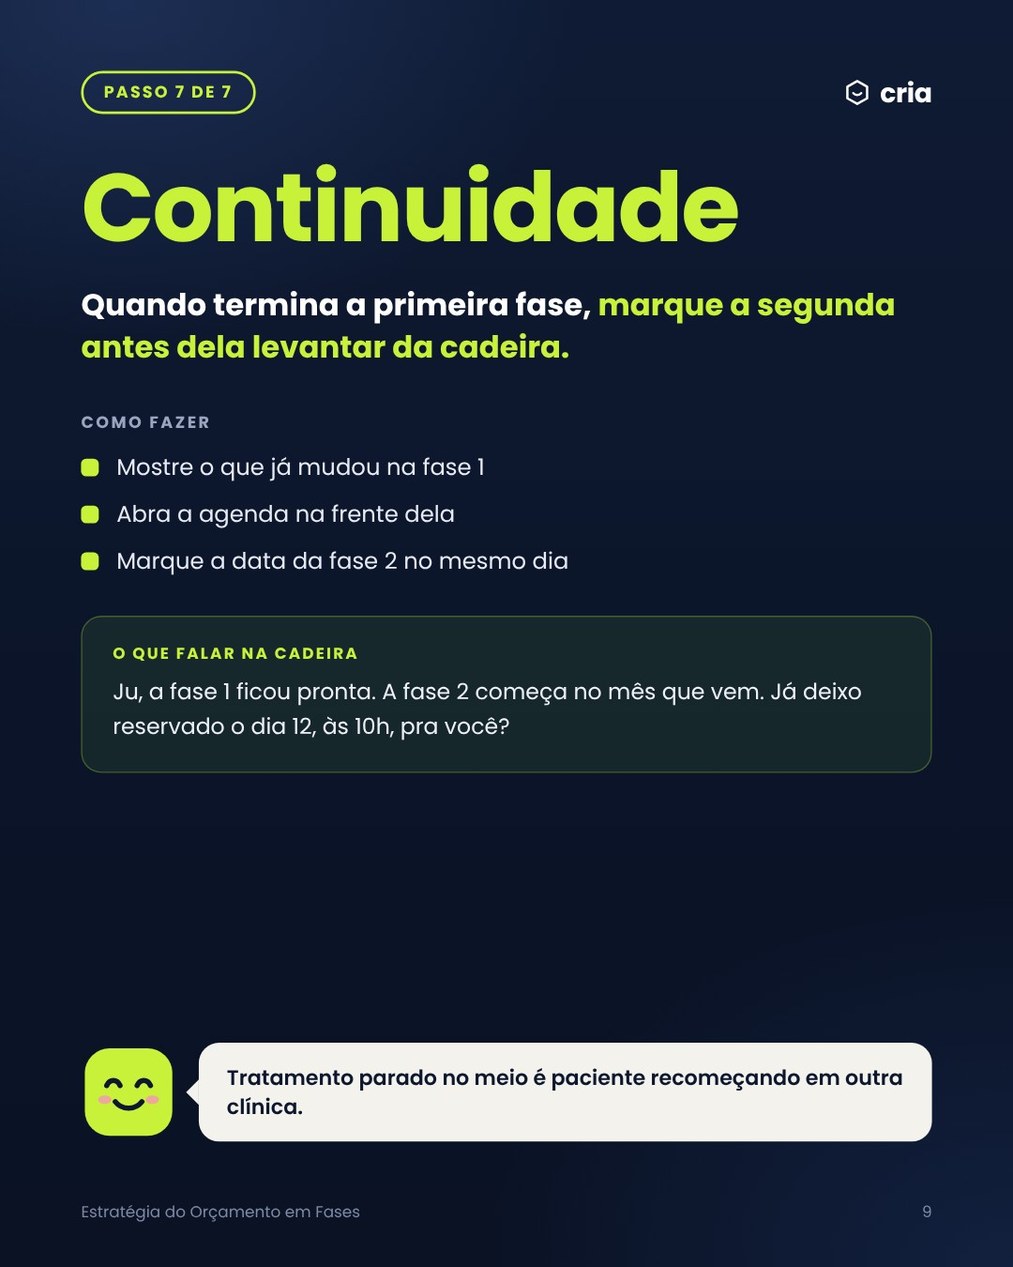 PASSO 7 DE 7
cria
Continuidade
Quando termina a primeira fase, marque a segunda
antes dela levantar da cadeira.
COMO FAZER
Mostre o que já mudou na fase 1
Abra a agenda na frente dela
Marque a data da fase 2 no mesmo dia
O QUE FALAR NA CADEIRA
Ju, a fase 1 ficou pronta. A fase 2 começa no mês que vem. Já deixo
reservado o dia 12, às 10h, pra você?
Tratamento parado no meio é paciente recomeçando em outra
clínica.
Estratégia do Orçamento em Fases
9